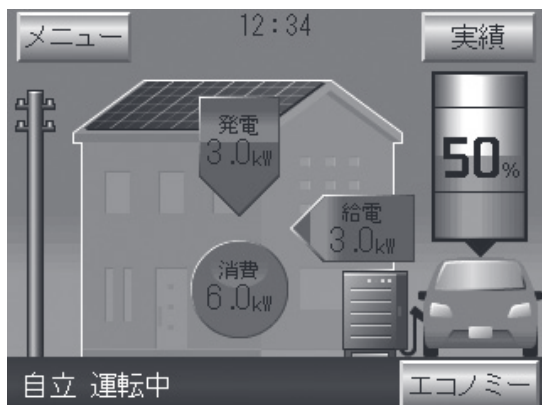 メニュー
12:34
実績
発電
3.0kW
50%
給電
3.0kW
消費
6.0kW
自立 運転中
エコノミー